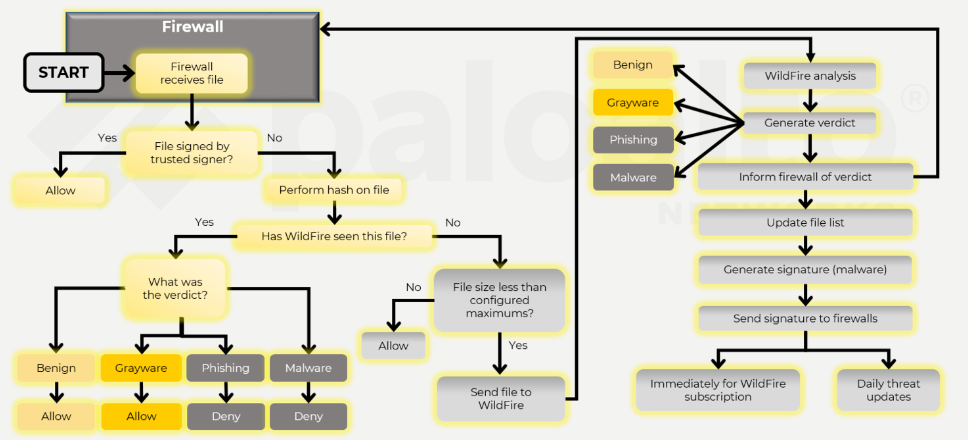 Firewall
START
Firewall
receives file
Yes
File signed by
trusted signer?
No
Allow
Perform hash on file
Yes
Has WildFire seen this file?
No
What was
the verdict?
No
File size less than
configured
maximums?
Allow
Yes
Benign
Grayware
Phishing
Malware
Allow
Allow
Deny
Deny
Send file to
WildFire
Benign
Grayware
Phishing
Malware
WildFire analysis
Generate verdict
Inform firewall of verdict
Update file list
Generate signature (malware)
Send signature to firewalls
Immediately for WildFire
subscription
Daily threat
updates